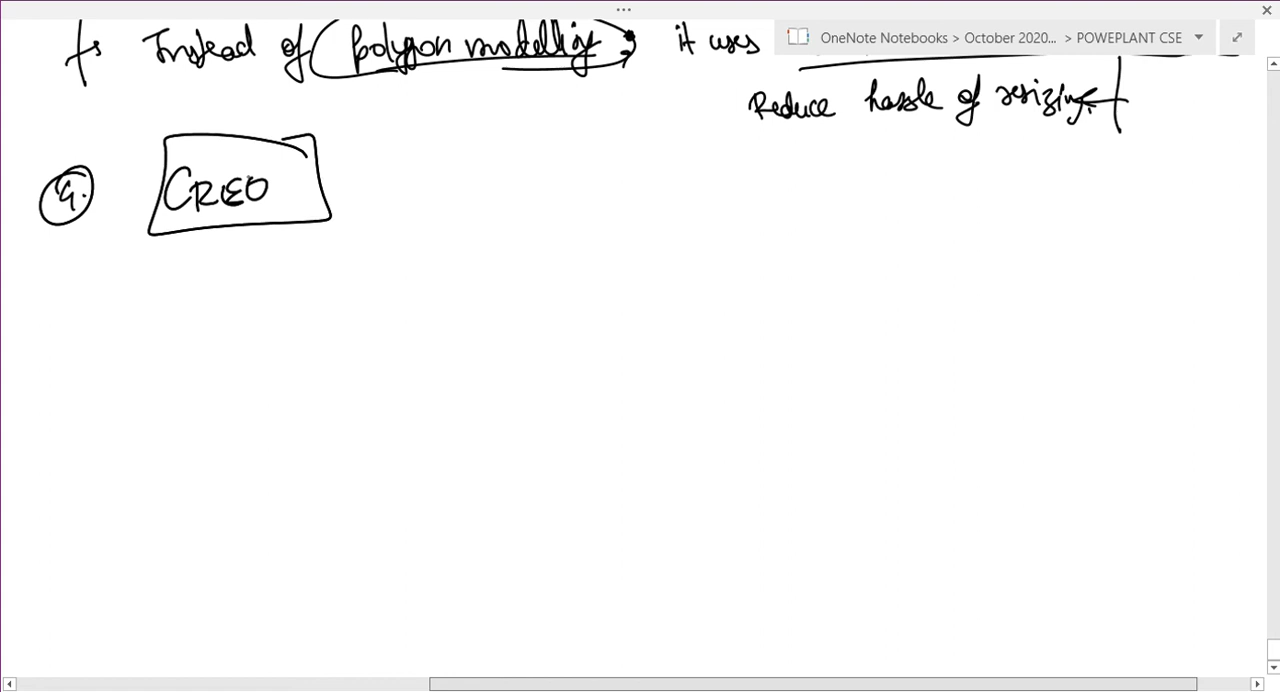 Instead of (polygon modelling) it uses
OneNote Notebooks > October 2020... > POWEPLANT CSE
Reduce hassle of resizing.
4. CREO